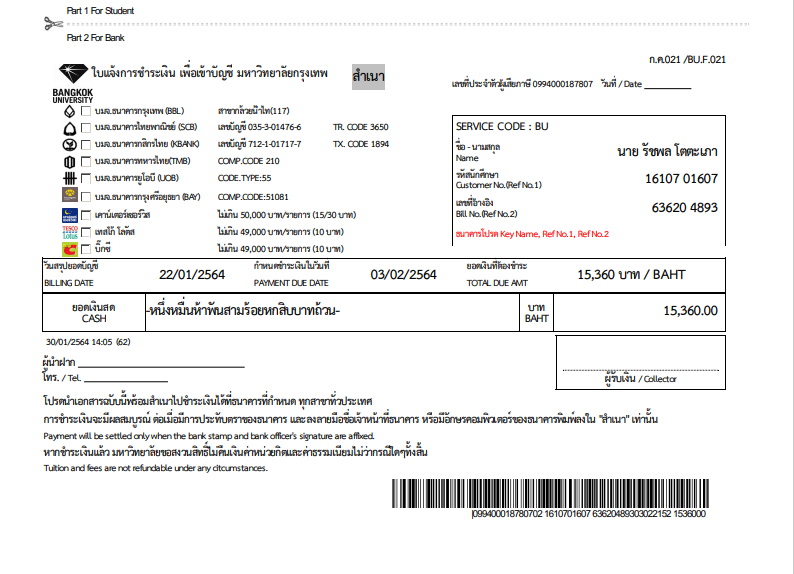 Part 1 For Student
Part 2 For Bank
ก.ค.021 /BU.F.021
ใบแจ้งการชำระเงิน เพื่อเข้าบัญชี มหาวิทยาลัยกรุงเทพ
สำเนา
เลขที่ประจำตัวผู้เสียภาษี 0994000187807 วันที่ / Date
BANGKOK
UNIVERSITY
บมจ.ธนาคารกรุงเทพ (BBL) สาขากล้วยน้ำไท(117)
บมจ.ธนาคารไทยพาณิชย์ (SCB) เลขบัญชี 035-3-01476-6 TR. CODE 3650
บมจ.ธนาคารกสิกรไทย (KBANK) เลขบัญชี 712-1-01717-7 TX. CODE 1894
บมจ.ธนาคารทหารไทย(TMB) COMP.CODE 210
บมจ.ธนาคารยูโอบี (UOB) CODE.TYPE:55
บมจ.ธนาคารกรุงศรีอยุธยา (BAY) COMP.CODE:51081
เคาน์เตอร์เซอร์วิส ไม่เกิน 50,000 บาท/รายการ (15/30 บาท)
TESCO
Lotus
เทสโก้ โลตัส ไม่เกิน 49,000 บาท/รายการ (10 บาท)
บิ๊กซี ไม่เกิน 49,000 บาท/รายการ (10 บาท)
SERVICE CODE : BU
ชื่อ - นามสกุล
Name
นาย รัชพล โตตะเภา
รหัสนักศึกษา
Customer No.(Ref No.1)
16107 01607
เลขที่อ้างอิง
Bill No.(Ref No.2)
63620 4893
ธนาคารโปรด Key Name, Ref No.1, Ref No.2
วันสรุปยอดบัญชี
BILLING DATE
22/01/2564
กำหนดชำระเงินในวันที่
PAYMENT DUE DATE
03/02/2564
ยอดเงินที่ต้องชำระ
TOTAL DUE AMT
15,360 บาท / BAHT
ยอดเงินสด
CASH
-หนึ่งหมื่นห้าพันสามร้อยหกสิบบาทถ้วน-
บาท
BAHT
15,360.00
30/01/2564 14:05 (62)
ผู้นำฝาก
โทร. / Tel.
ผู้รับเงิน / Collector
โปรดนำเอกสารฉบับนี้พร้อมสำเนาไปชำระเงินได้ที่ธนาคารที่กำหนด ทุกสาขาทั่วประเทศ
การชำระเงินจะมีผลสมบูรณ์ ต่อเมื่อมีการประทับตราของธนาคาร และลงลายมือชื่อเจ้าหน้าที่ธนาคาร หรือมีอักษรคอมพิวเตอร์ของธนาคารพิมพ์ลงใน "สำเนา" เท่านั้น
Payment will be settled only when the bank stamp and bank officer's signature are affixed.
หากชำระเงินแล้ว มหาวิทยาลัยขอสงวนสิทธิ์ไม่คืนเงินค่าหน่วยกิตและค่าธรรมเนียมไม่ว่ากรณีใดๆทั้งสิ้น
Tuition and fees are not refundable under any citcumstances.
|099400018780702 1610701607 63620489303022152 1536000